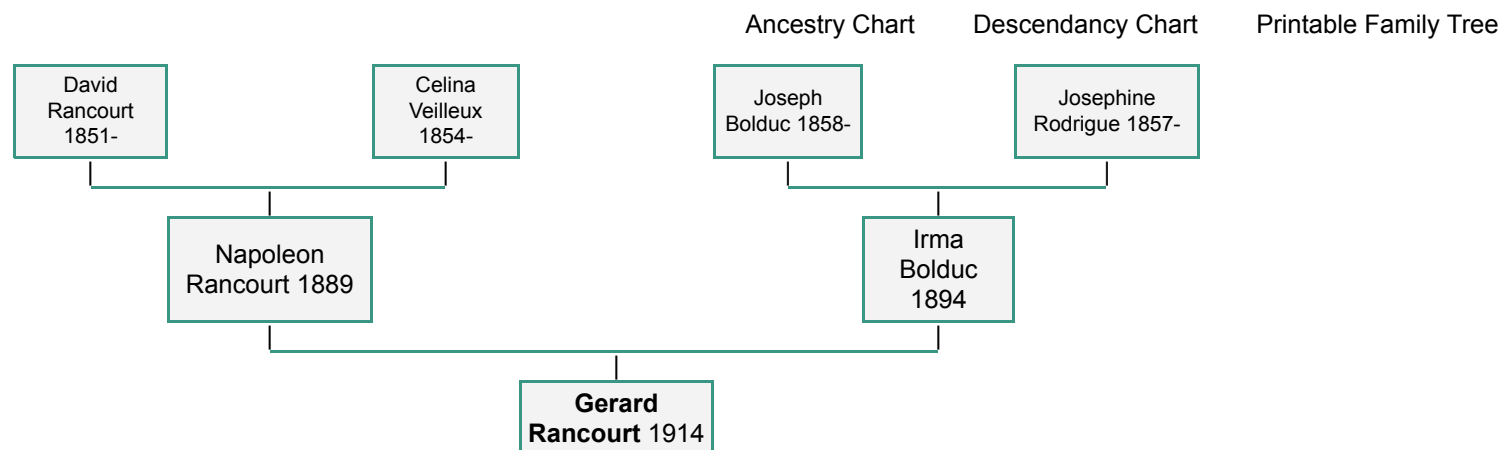 Ancestry Chart Descendancy Chart Printable Family Tree
David
Rancourt
1851-
Celina
Veilleux
1854-
Joseph
Bolduc 1858-
Josephine
Rodrigue 1857-
Napoleon
Rancourt 1889
Irma
Bolduc
1894
Gerard
Rancourt 1914